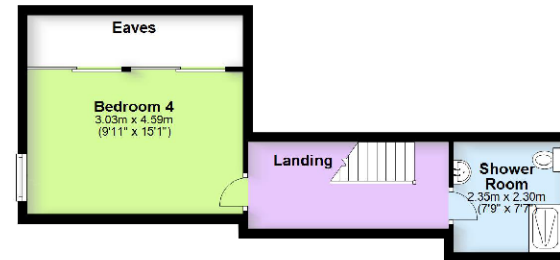 Eaves
Bedroom 4
3.03m x 4.59m
(9'11" x 15'1")
Landing
Shower
Room
2.35m x 2.30m
(7'9" x 7'7")